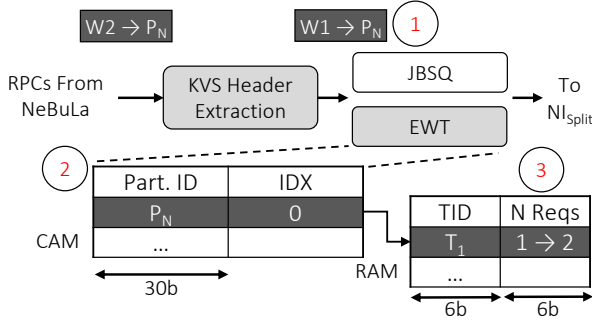 W2 → P_N
W1 → P_N
1
RPCs From
NeBuLa
KVS Header
Extraction
JBSQ
EWT
To
NI_Split
2
3
Part. ID
IDX
P_N
0
...
CAM
30b
TID
N Reqs
T_1
1 → 2
...
RAM
6b
6b